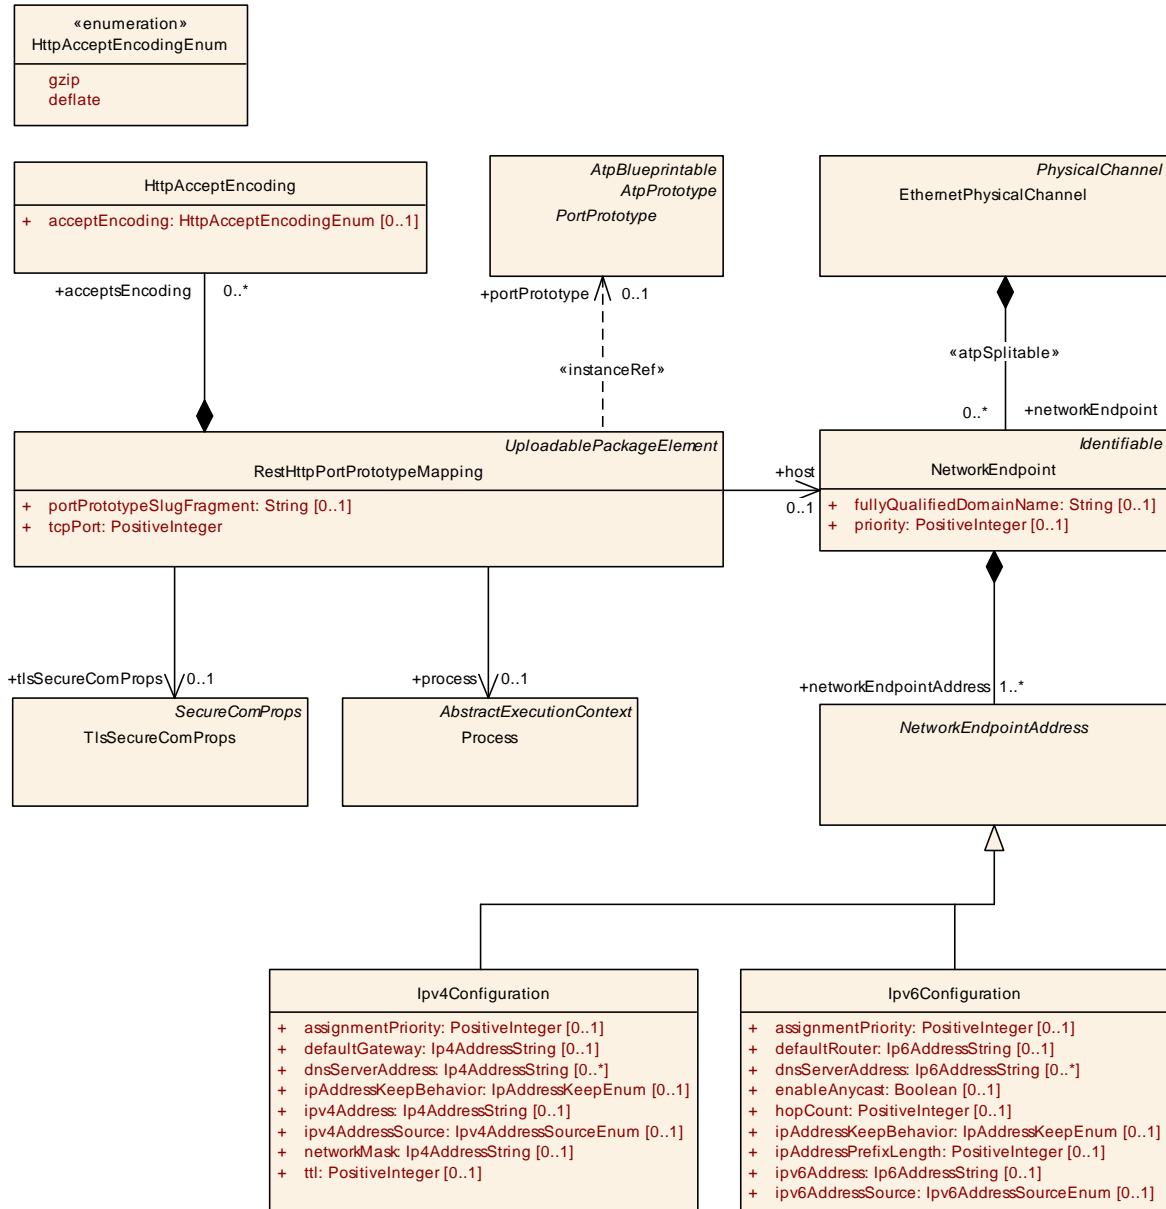 «enumeration»
HttpAcceptEncodingEnum
gzip
deflate
HttpAcceptEncoding
+ acceptEncoding: HttpAcceptEncodingEnum [0..1]
AtpBlueprintable
AtpPrototype
PortPrototype
PhysicalChannel
EthernetPhysicalChannel
+acceptsEncoding 0..*
+portPrototype 0..1
«instanceRef»
«atpSplitable»
0..* +networkEndpoint
UploadablePackageElement
RestHttpPortPrototypeMapping
+ portPrototypeSlugFragment: String [0..1]
+ tcpPort: PositiveInteger
+host
0..1
Identifiable
NetworkEndpoint
+ fullyQualifiedDomainName: String [0..1]
+ priority: PositiveInteger [0..1]
+tlsSecureComProps 0..1
+process 0..1
+networkEndpointAddress 1..*
SecureComProps
TlsSecureComProps
AbstractExecutionContext
Process
NetworkEndpointAddress
Ipv4Configuration
+ assignmentPriority: PositiveInteger [0..1]
+ defaultGateway: Ip4AddressString [0..1]
+ dnsServerAddress: Ip4AddressString [0..*]
+ ipAddressKeepBehavior: IpAddressKeepEnum [0..1]
+ ipv4Address: Ip4AddressString [0..1]
+ ipv4AddressSource: Ipv4AddressSourceEnum [0..1]
+ networkMask: Ip4AddressString [0..1]
+ ttl: PositiveInteger [0..1]
Ipv6Configuration
+ assignmentPriority: PositiveInteger [0..1]
+ defaultRouter: Ip6AddressString [0..1]
+ dnsServerAddress: Ip6AddressString [0..*]
+ enableAnycast: Boolean [0..1]
+ hopCount: PositiveInteger [0..1]
+ ipAddressKeepBehavior: IpAddressKeepEnum [0..1]
+ ipAddressPrefixLength: PositiveInteger [0..1]
+ ipv6Address: Ip6AddressString [0..1]
+ ipv6AddressSource: Ipv6AddressSourceEnum [0..1]